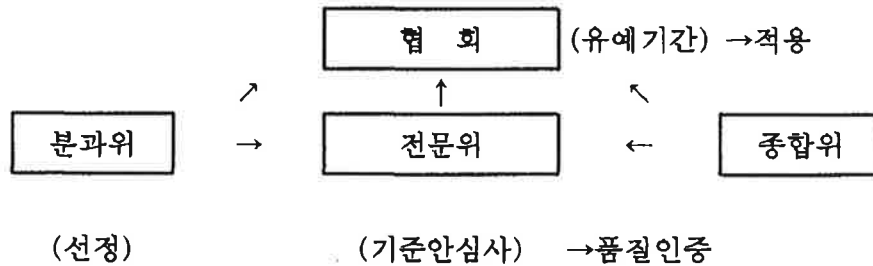 협 회 (유예기간) →적용
↗ ↑ ↖
분과위 → 전문위 ← 종합위
(선정) (기준안심사) →품질인증